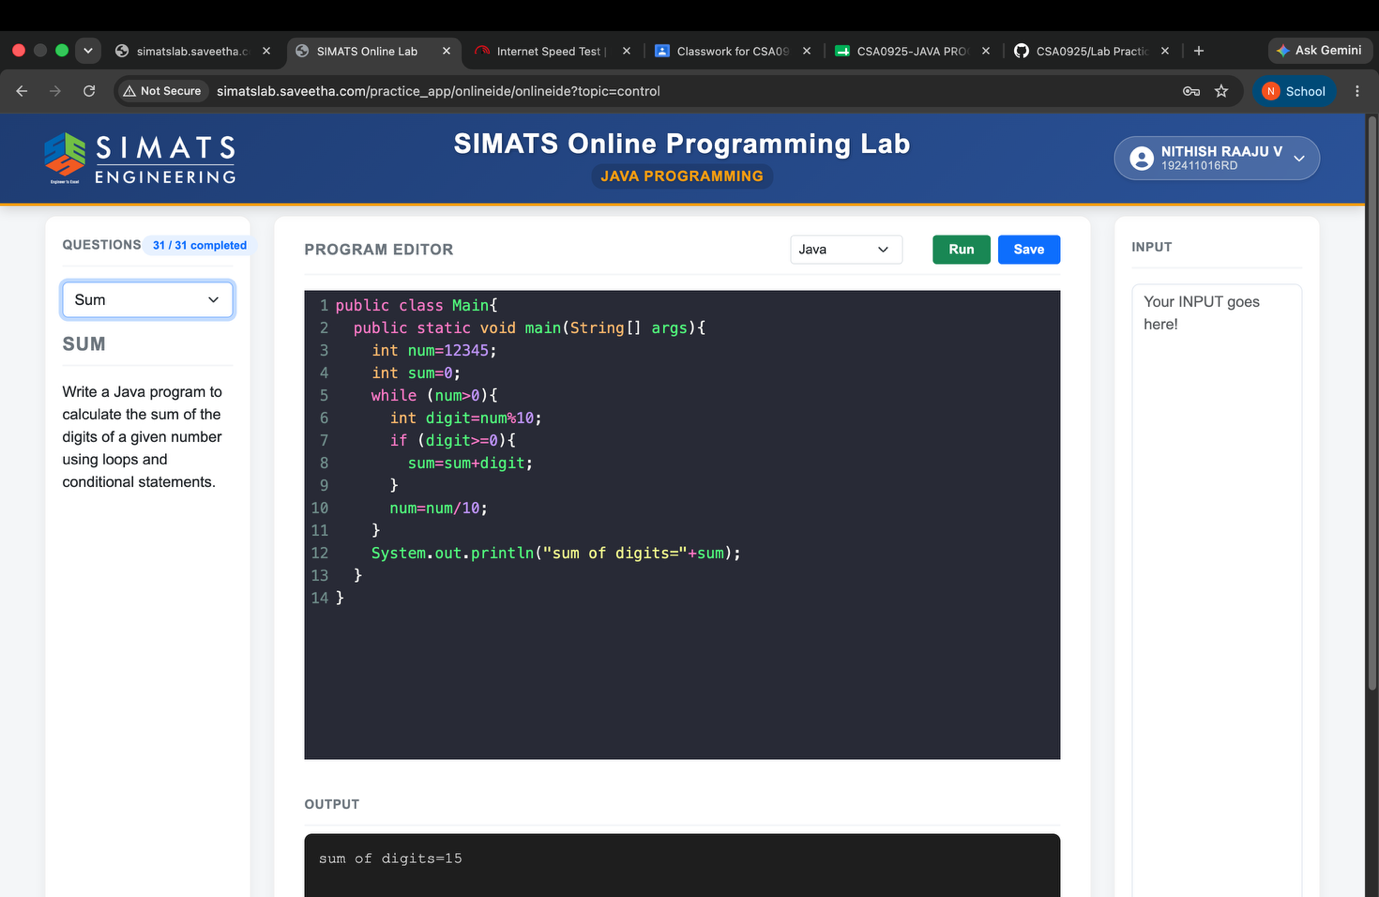 simatslab.saveetha.c
SIMATS Online Lab
Internet Speed Test |
Classwork for CSA09
CSA0925-JAVA PRO
CSA0925/Lab Practic
Ask Gemini
Not Secure
simatslab.saveetha.com/practice_app/onlineide/onlineide?topic=control
N
School
SIMATS
ENGINEERING
SIMATS Online Programming Lab
JAVA PROGRAMMING
NITHISH RAAJU V
192411016RD
QUESTIONS
31 / 31 completed
Sum
SUM
Write a Java program to
calculate the sum of the
digits of a given number
using loops and
conditional statements.
PROGRAM EDITOR
Java
Run
Save
1 public class Main{
2   public static void main(String[] args){
3     int num=12345;
4     int sum=0;
5     while (num>0){
6       int digit=num%10;
7       if (digit>=0){
8         sum=sum+digit;
9       }
10       num=num/10;
11     }
12     System.out.println("sum of digits="+sum);
13   }
14 }
OUTPUT
sum of digits=15
INPUT
Your INPUT goes
here!